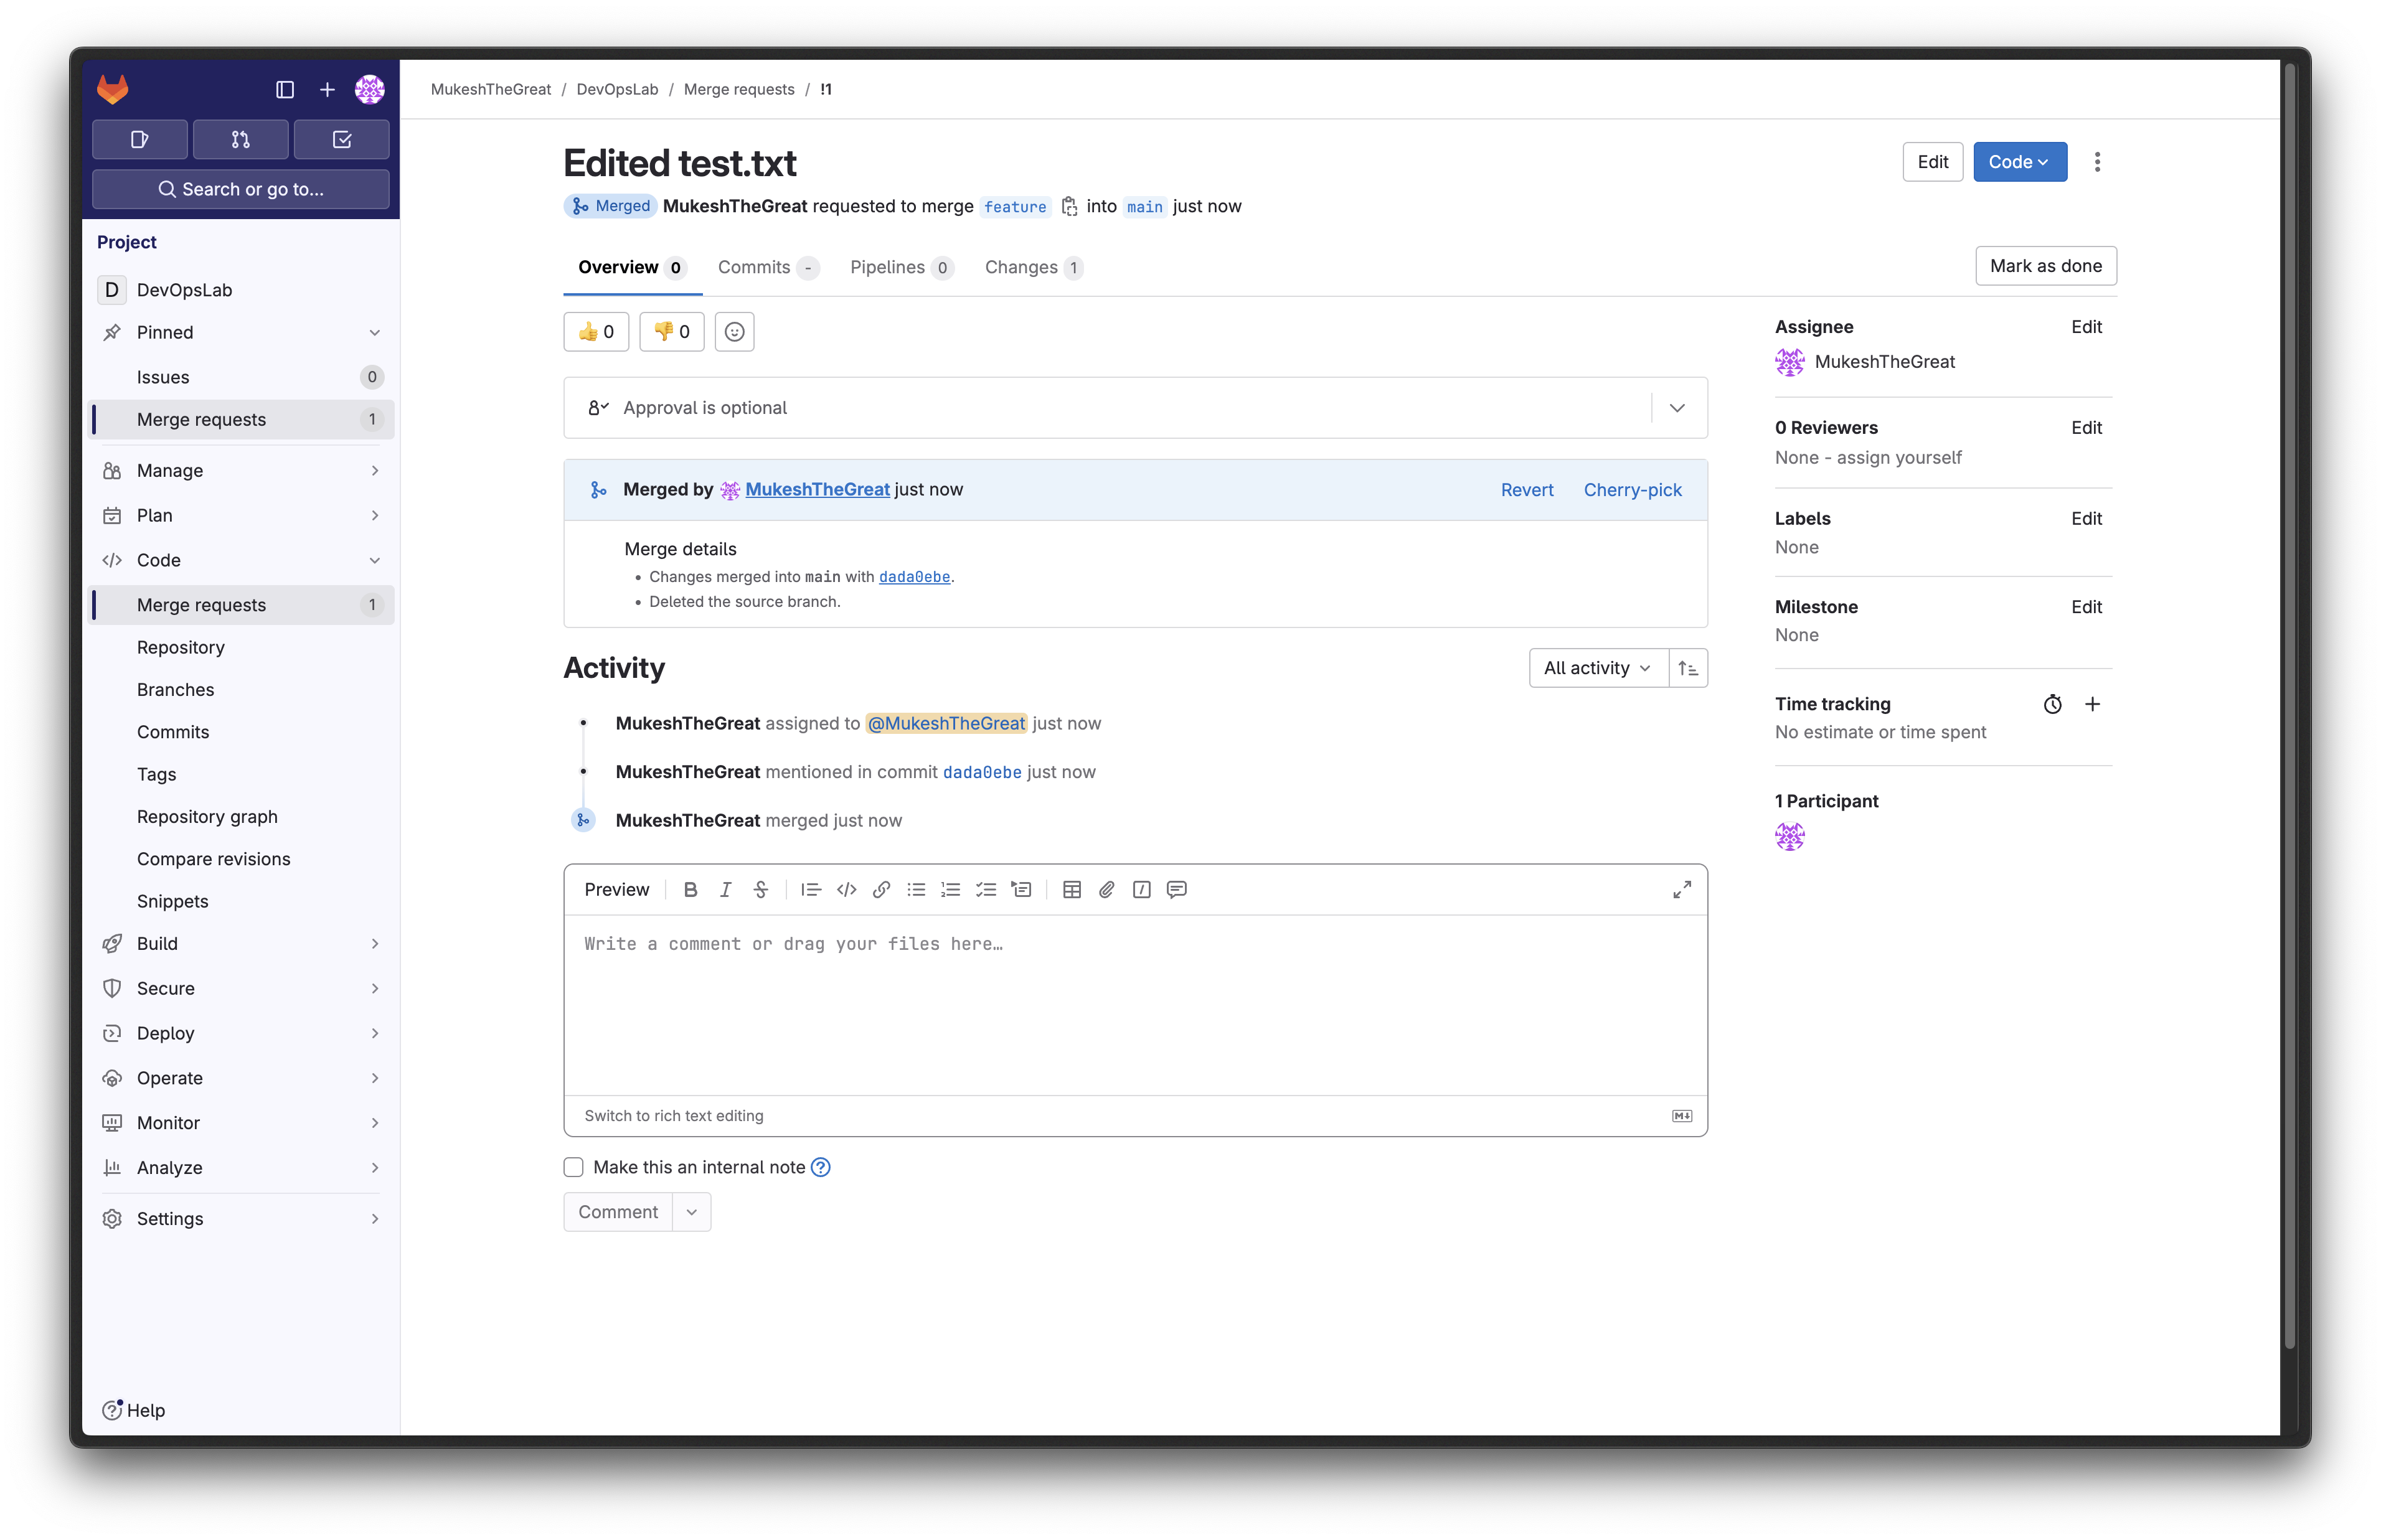 MukeshTheGreat / DevOpsLab / Merge requests / !1
Search or go to...
Project
D DevOpsLab
Pinned
Issues 0
Merge requests 1
Manage
Plan
Code
Merge requests 1
Repository
Branches
Commits
Tags
Repository graph
Compare revisions
Snippets
Build
Secure
Deploy
Operate
Monitor
Analyze
Settings
Help
Edited test.txt
Edit Code
Merged MukeshTheGreat requested to merge feature into main just now
Overview 0 Commits - Pipelines 0 Changes 1
Mark as done
👍 0 👎 0
Approval is optional
Merged by MukeshTheGreat just now Revert Cherry-pick
Merge details
• Changes merged into main with dada0ebe.
• Deleted the source branch.
Activity
All activity
MukeshTheGreat assigned to @MukeshTheGreat just now
MukeshTheGreat mentioned in commit dada0ebe just now
MukeshTheGreat merged just now
Preview
Write a comment or drag your files here…
Switch to rich text editing
Make this an internal note
Comment
Assignee Edit
MukeshTheGreat
0 Reviewers Edit
None - assign yourself
Labels Edit
None
Milestone Edit
None
Time tracking
No estimate or time spent
1 Participant